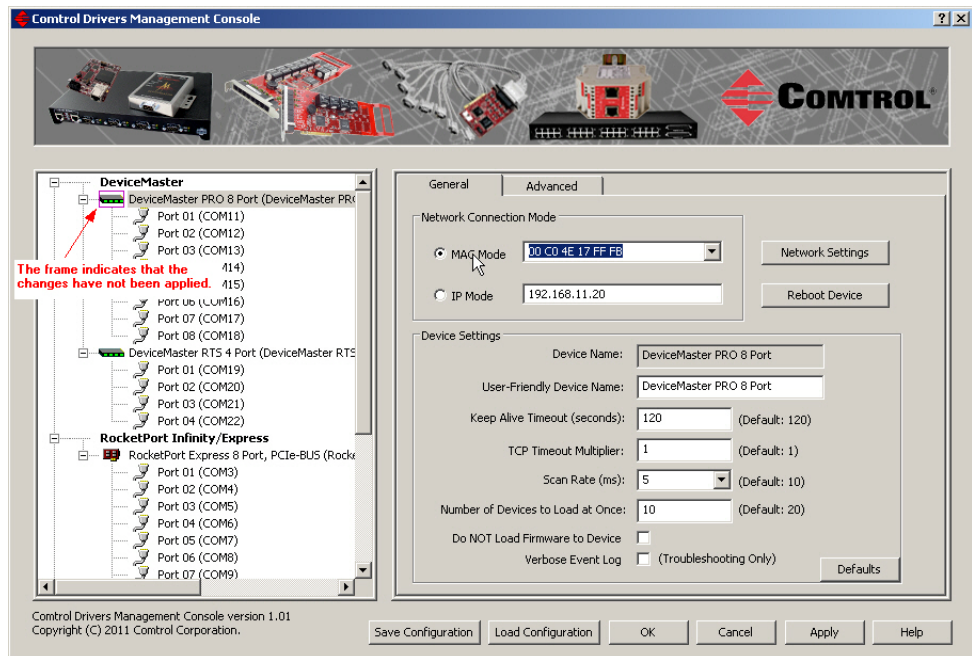 Comtrol Drivers Management Console
COMTROL®
DeviceMaster
DeviceMaster PRO 8 Port (DeviceMaster PRO
Port 01 (COM11)
Port 02 (COM12)
Port 03 (COM13)
The frame indicates that the
changes have not been applied.
M14)
M15)
Port 06 (COM16)
Port 07 (COM17)
Port 08 (COM18)
DeviceMaster RTS 4 Port (DeviceMaster RTS
Port 01 (COM19)
Port 02 (COM20)
Port 03 (COM21)
Port 04 (COM22)
RocketPort Infinity/Express
RocketPort Express 8 Port, PCIe-BUS (Rocke
Port 01 (COM3)
Port 02 (COM4)
Port 03 (COM5)
Port 04 (COM6)
Port 05 (COM7)
Port 06 (COM8)
Port 07 (COM9)
General
Advanced
Network Connection Mode
MAC Mode
00 C0 4E 17 FF FB
Network Settings
IP Mode
192.168.11.20
Reboot Device
Device Settings
Device Name: DeviceMaster PRO 8 Port
User-Friendly Device Name: DeviceMaster PRO 8 Port
Keep Alive Timeout (seconds): 120 (Default: 120)
TCP Timeout Multiplier: 1 (Default: 1)
Scan Rate (ms): 5 (Default: 10)
Number of Devices to Load at Once: 10 (Default: 20)
Do NOT Load Firmware to Device
Verbose Event Log (Troubleshooting Only)
Defaults
Comtrol Drivers Management Console version 1.01
Copyright (C) 2011 Comtrol Corporation.
Save Configuration
Load Configuration
OK
Cancel
Apply
Help